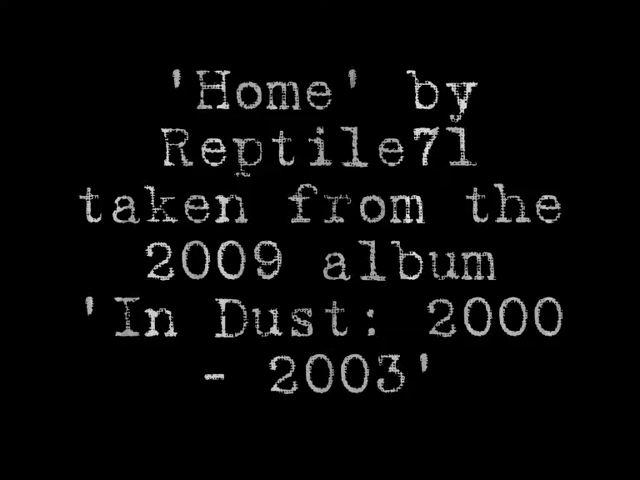 'Home' by
Reptile71
taken from the
2009 album
'In Dust: 2000
- 2003'